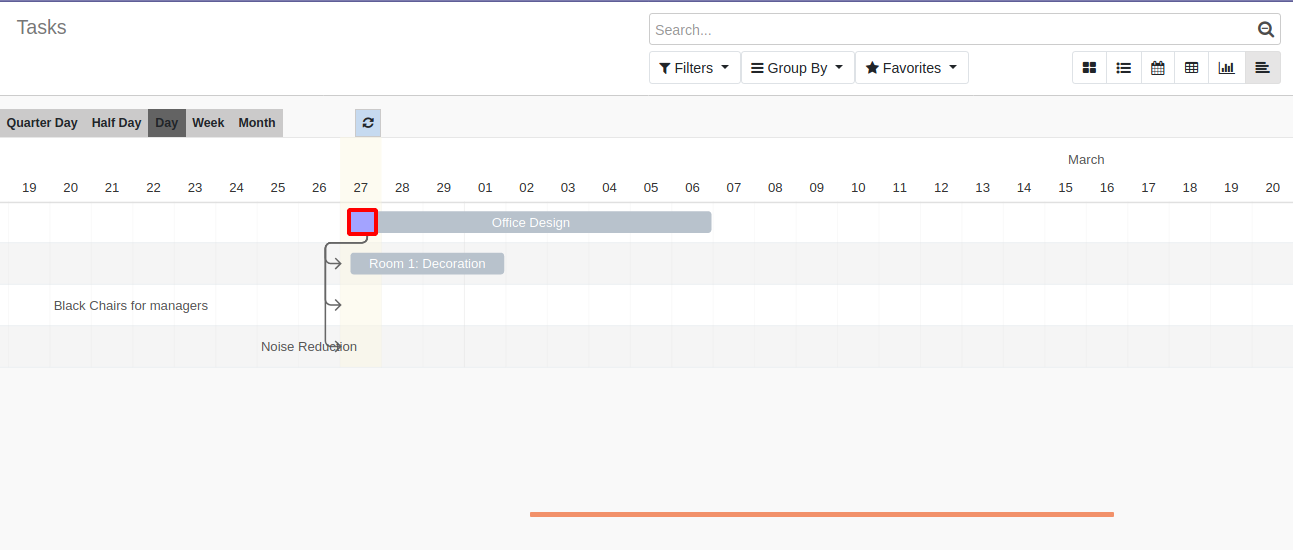 Tasks
Search...
Filters Group By Favorites
Quarter Day Half Day Day Week Month
March
19 20 21 22 23 24 25 26 27 28 29 01 02 03 04 05 06 07 08 09 10 11 12 13 14 15 16 17 18 19 20
Office Design
Room 1: Decoration
Black Chairs for managers
Noise Reduction